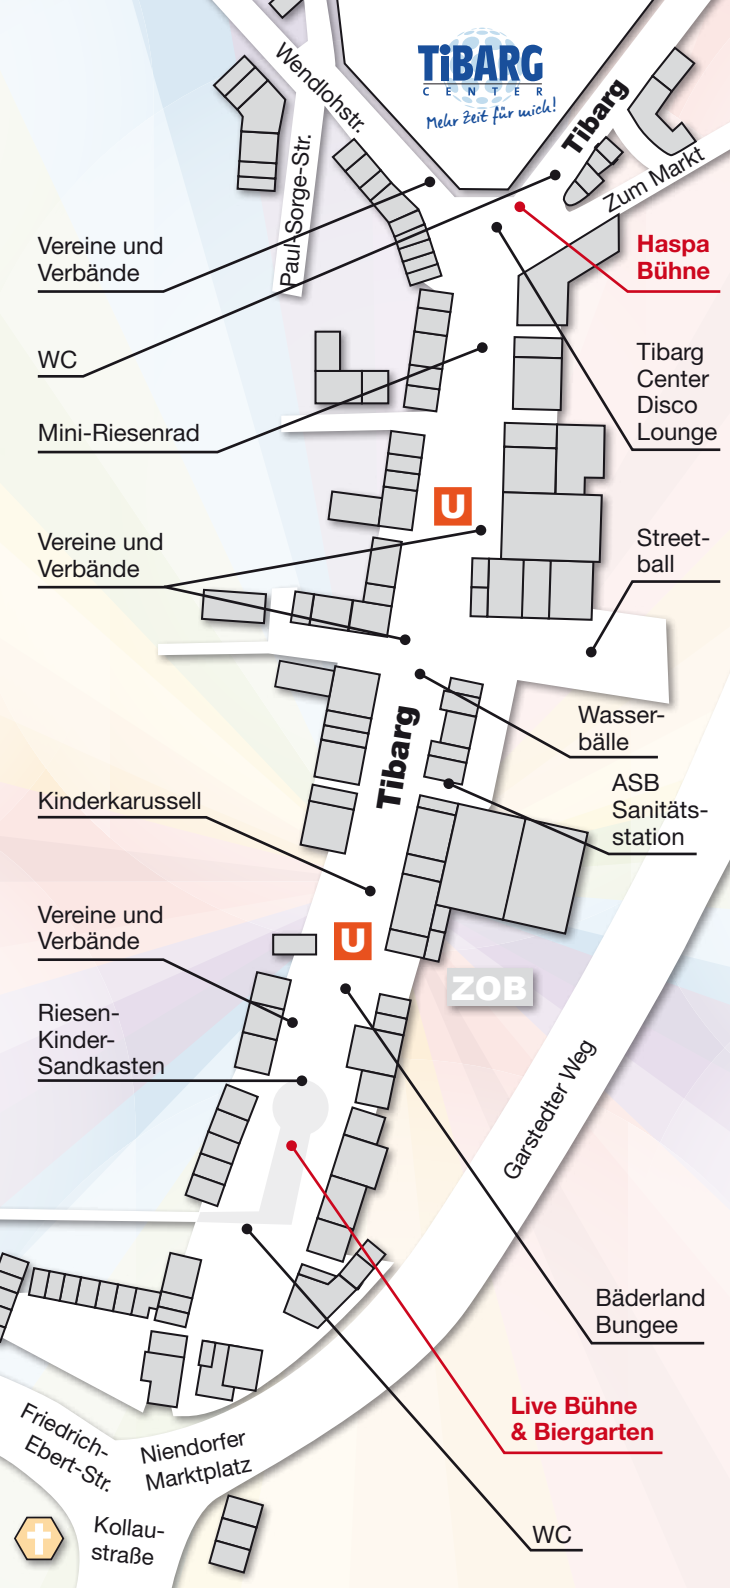 TiBARG
CENTER
Mehr Zeit für mich!
Wendlohstr.
Tibarg
Paul-Sorge-Str.
Zum Markt
Vereine und
Verbände
Haspa
Bühne
WC
Tibarg
Center
Disco
Lounge
Mini-Riesenrad
U
Vereine und
Verbände
Street-
ball
Tibarg
Wasser-
bälle
ASB
Sanitäts-
station
Kinderkarussell
Vereine und
Verbände
U
ZOB
Riesen-
Kinder-
Sandkasten
Garstedter Weg
Bäderland
Bungee
Live Bühne
& Biergarten
Friedrich-
Ebert-Str.
Niendorfer
Marktplatz
Kollau-
straße
WC